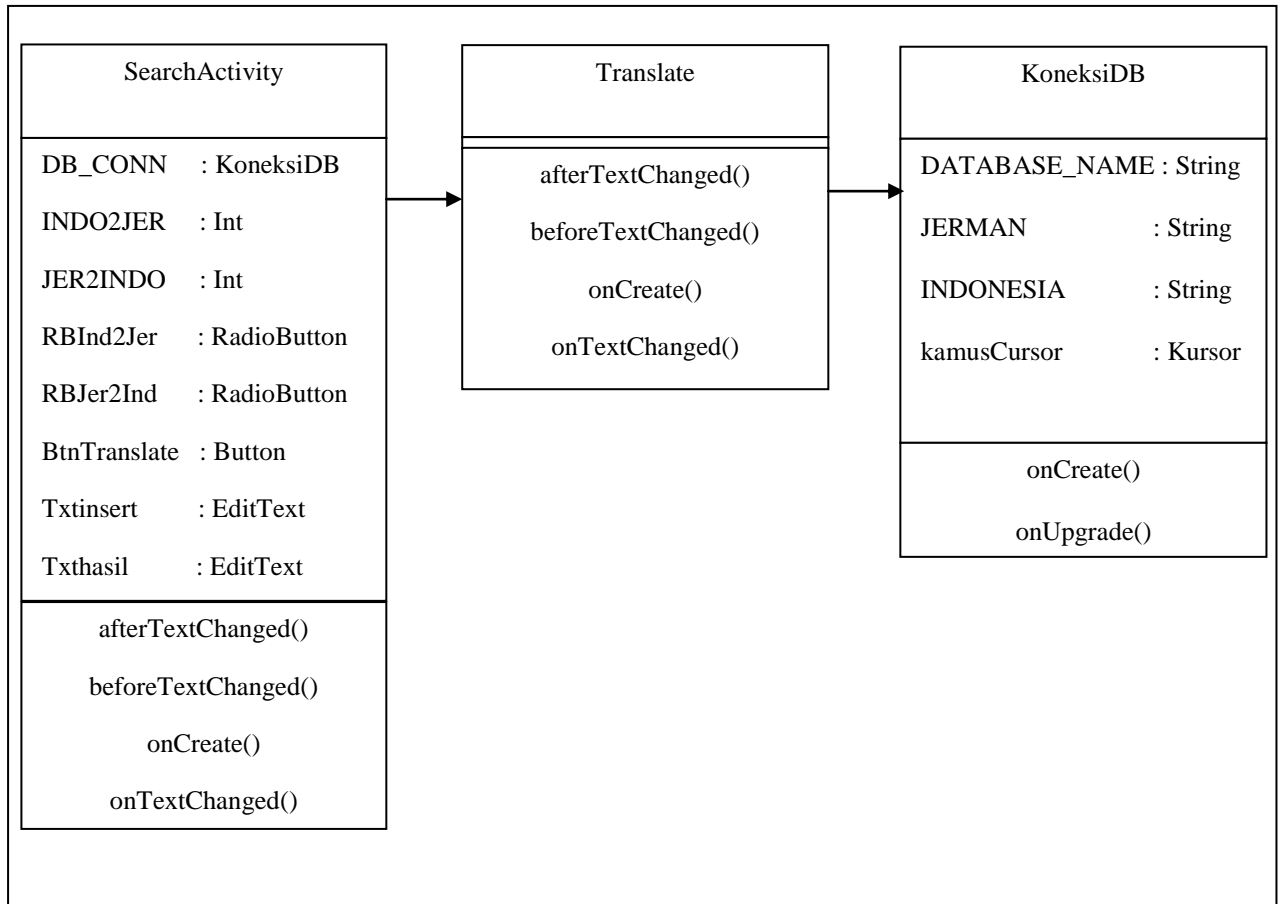 SearchActivity
DB_CONN : KoneksiDB
INDO2JER : Int
JER2INDO : Int
RBInd2Jer : RadioButton
RBJer2Ind : RadioButton
BtnTranslate : Button
Txtinsert : EditText
Txthasil : EditText
afterTextChanged()
beforeTextChanged()
onCreate()
onTextChanged()
Translate
afterTextChanged()
beforeTextChanged()
onCreate()
onTextChanged()
KoneksiDB
DATABASE_NAME : String
JERMAN : String
INDONESIA : String
kamusCursor : Kursor
onCreate()
onUpgrade()